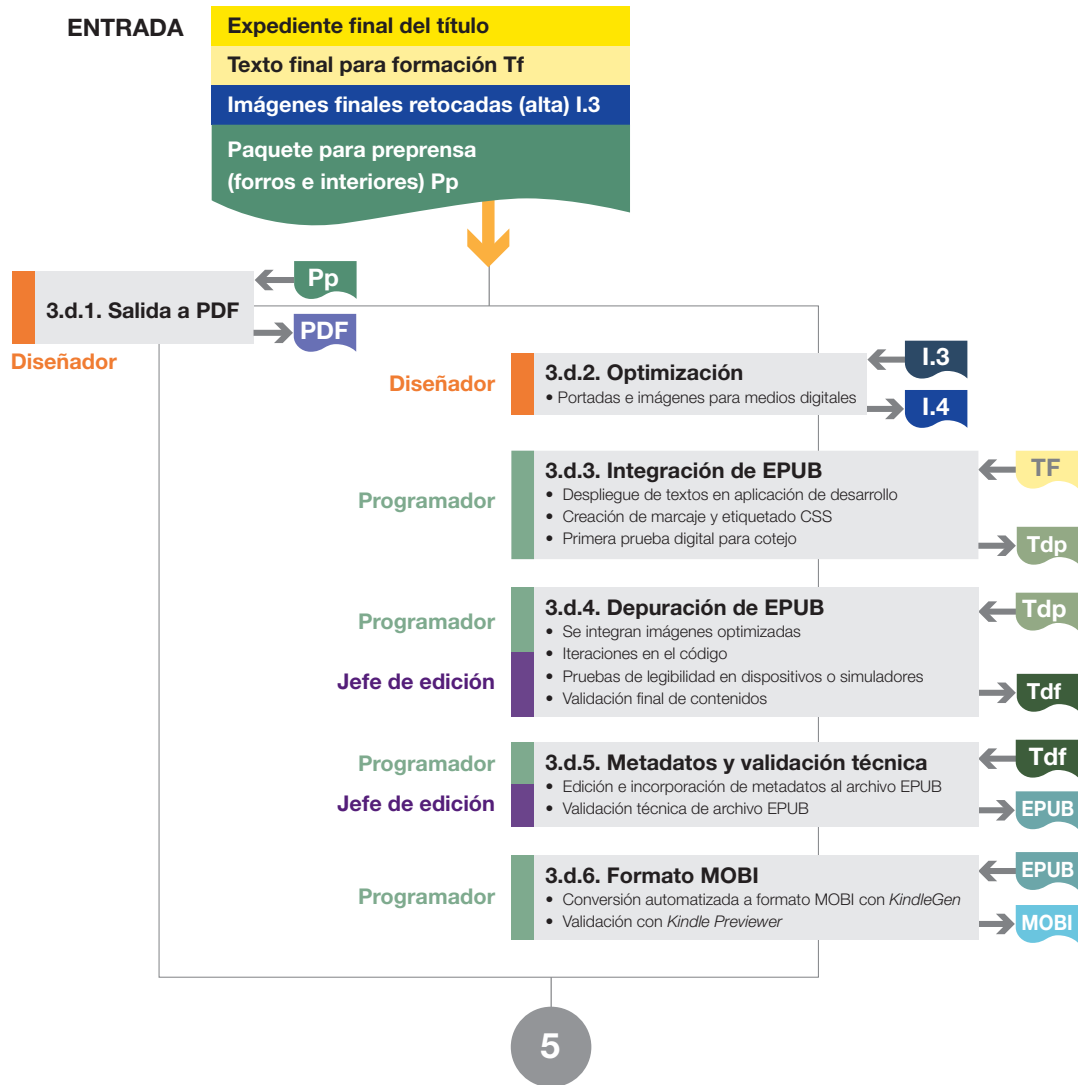 ENTRADA
Expediente final del título
Texto final para formación Tf
Imágenes finales retocadas (alta) I.3
Paquete para preprensa
(forros e interiores) Pp
3.d.1. Salida a PDF
Pp
PDF
Diseñador
Diseñador
3.d.2. Optimización
• Portadas e imágenes para medios digitales
I.3
I.4
Programador
3.d.3. Integración de EPUB
• Despliegue de textos en aplicación de desarrollo
• Creación de marcaje y etiquetado CSS
• Primera prueba digital para cotejo
TF
Tdp
Programador
Jefe de edición
3.d.4. Depuración de EPUB
• Se integran imágenes optimizadas
• Iteraciones en el código
• Pruebas de legibilidad en dispositivos o simuladores
• Validación final de contenidos
Tdp
Tdf
Programador
Jefe de edición
3.d.5. Metadatos y validación técnica
• Edición e incorporación de metadatos al archivo EPUB
• Validación técnica de archivo EPUB
Tdf
EPUB
Programador
3.d.6. Formato MOBI
• Conversión automatizada a formato MOBI con KindleGen
• Validación con Kindle Previewer
EPUB
MOBI
5